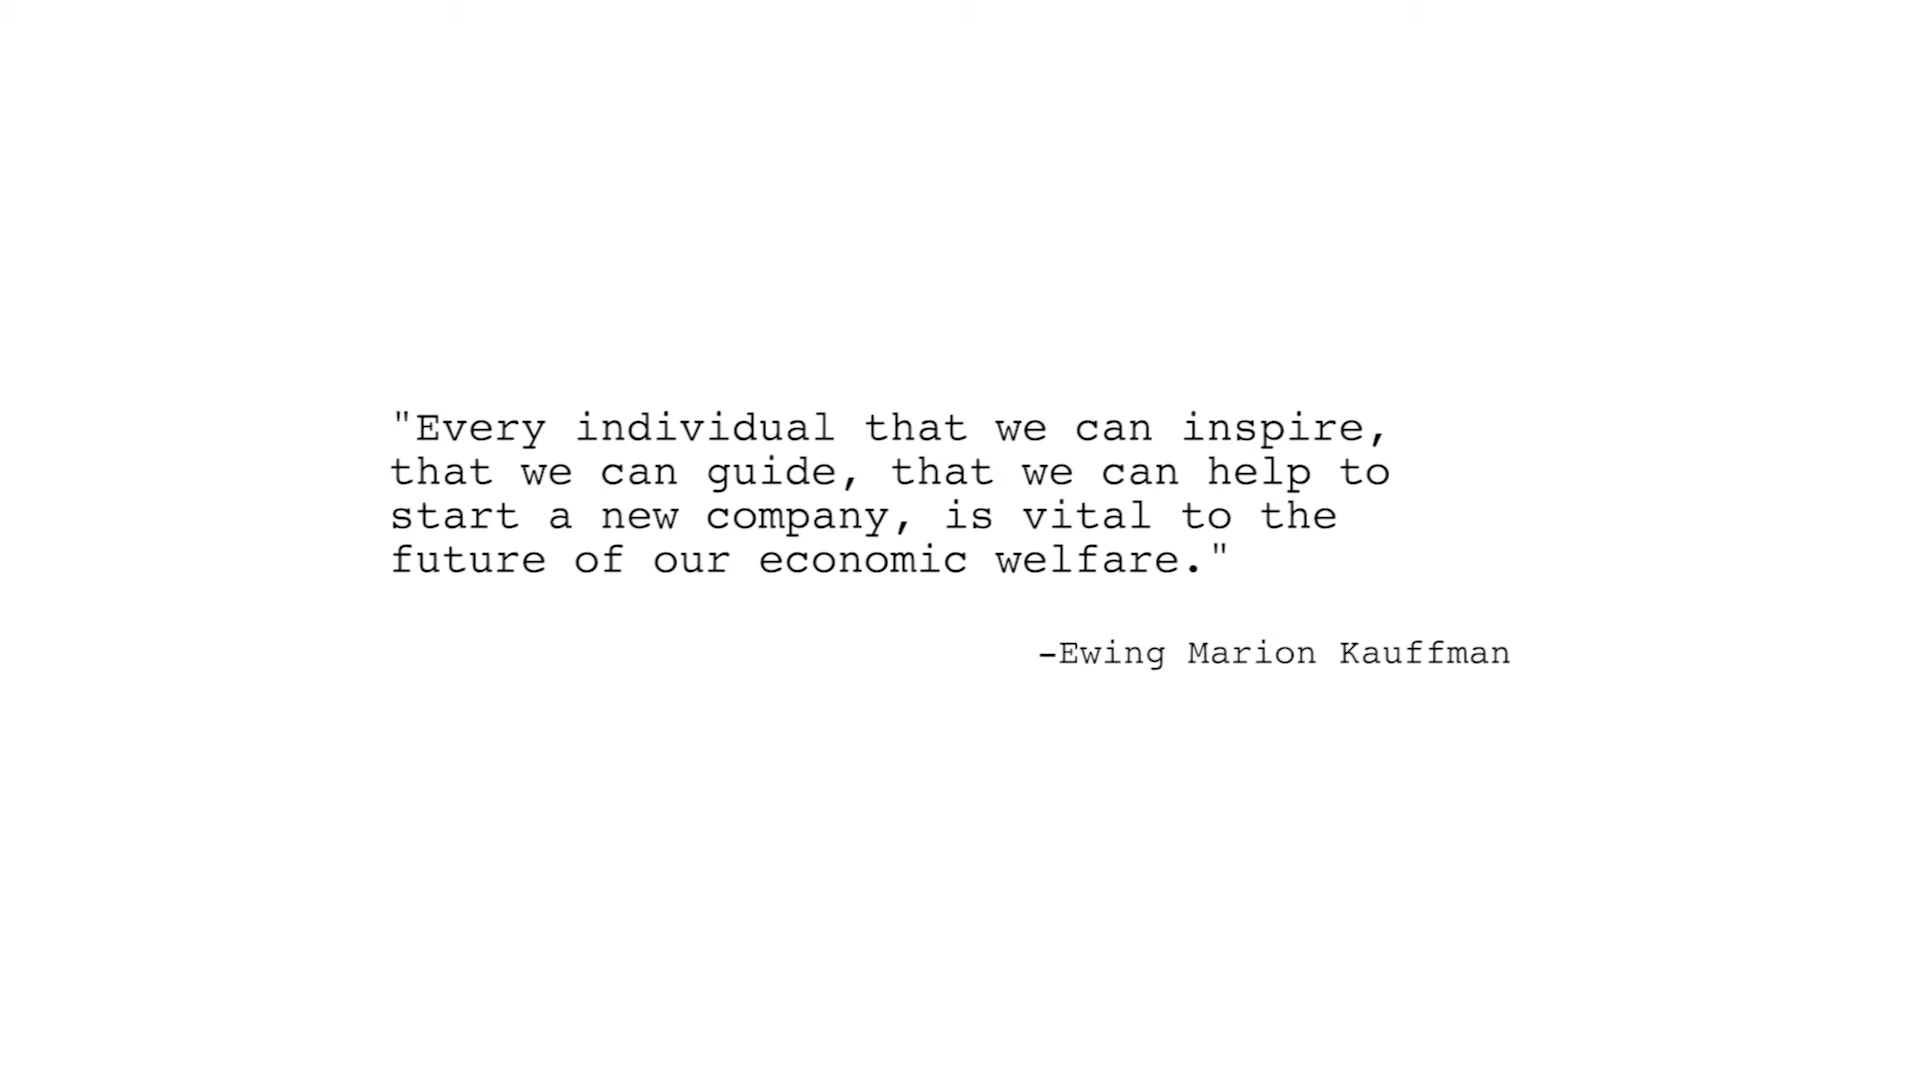 "Every individual that we can inspire,
that we can guide, that we can help to
start a new company, is vital to the
future of our economic welfare."
-Ewing Marion Kauffman